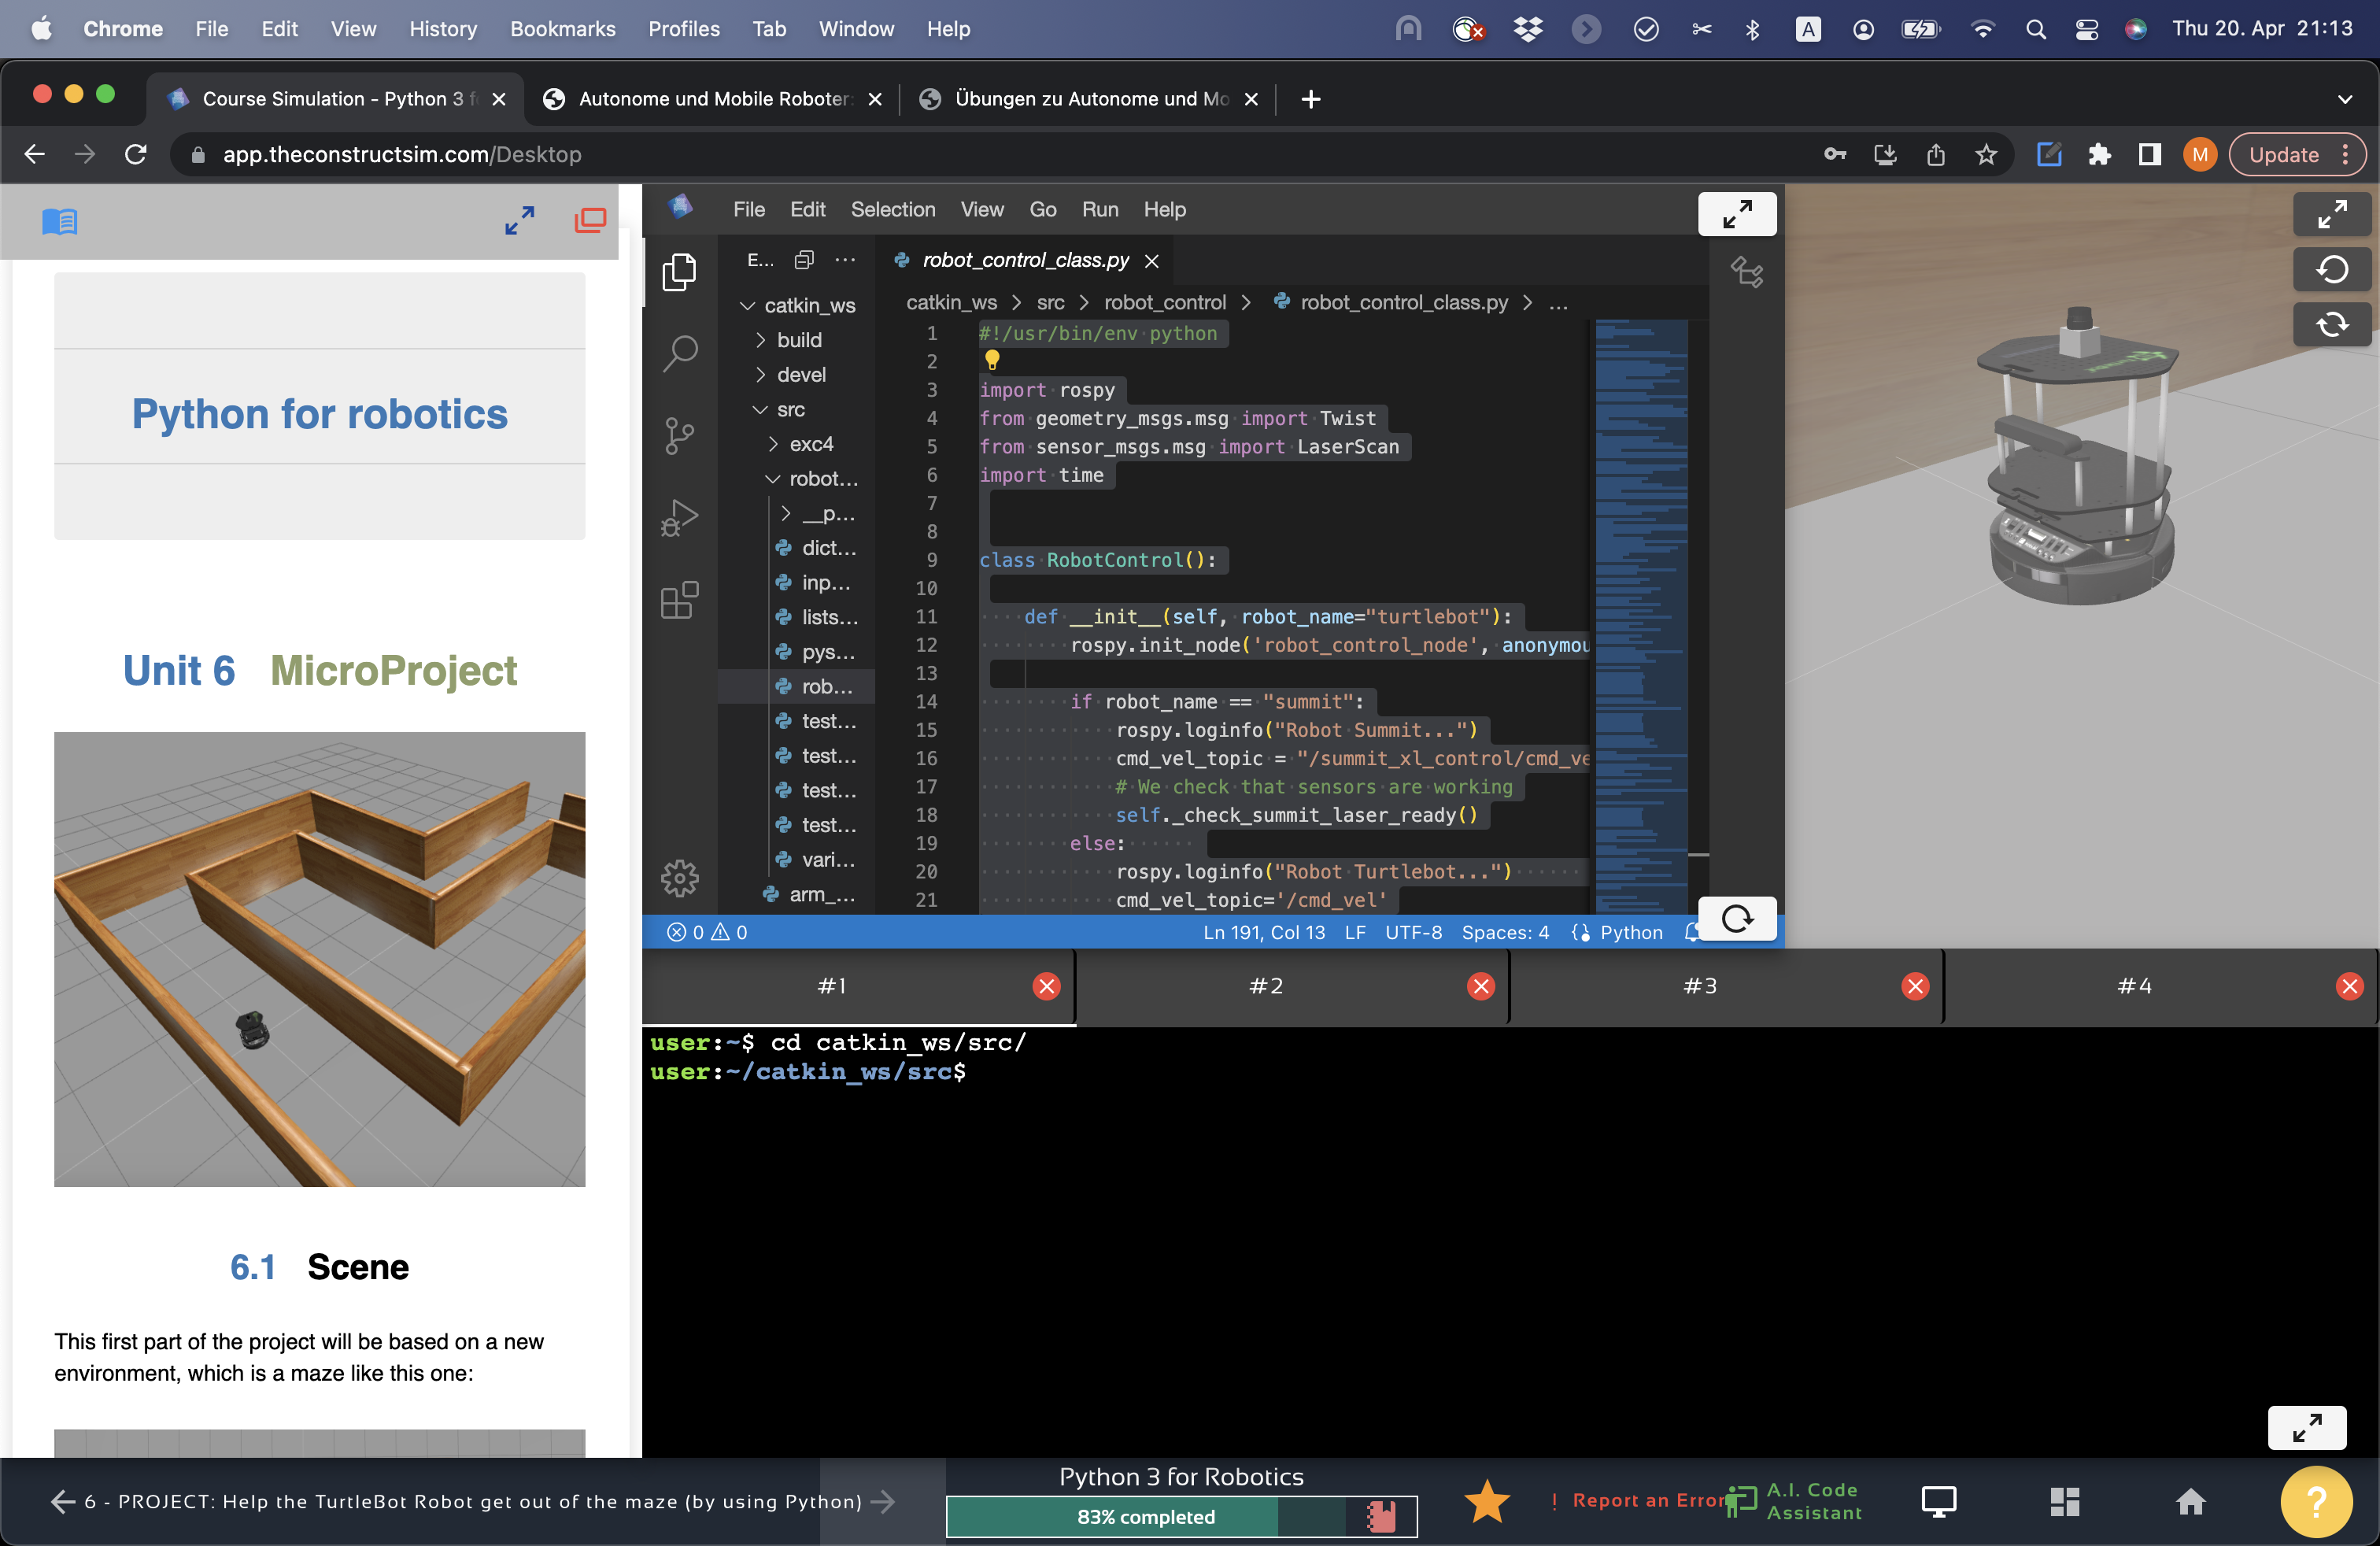 Chrome File Edit View History Bookmarks Profiles Tab Window Help
A
Thu 20. Apr 21:13
Course Simulation - Python 3 f
Autonome und Mobile Roboter:
Übungen zu Autonome und Mo
app.theconstructsim.com/Desktop
M
Update
Python for robotics
Unit 6 MicroProject
6.1 Scene
This first part of the project will be based on a new
environment, which is a maze like this one:
File Edit Selection View Go Run Help
E...
robot_control_class.py
catkin_ws
build
devel
src
exc4
robot...
__p...
dict...
inp...
lists...
pys...
rob...
test...
test...
test...
test...
vari...
arm_...
catkin_ws > src > robot_control > robot_control_class.py > ...
1 #!/usr/bin/env python
2
3 import rospy
4 from geometry_msgs.msg import Twist
5 from sensor_msgs.msg import LaserScan
6 import time
7
8
9 class RobotControl():
10
11 def __init__(self, robot_name="turtlebot"):
12 rospy.init_node('robot_control_node', anonymou
13
14 if robot_name == "summit":
15 rospy.loginfo("Robot Summit...")
16 cmd_vel_topic = "/summit_xl_control/cmd_ve
17 # We check that sensors are working
18 self._check_summit_laser_ready()
19 else:
20 rospy.loginfo("Robot Turtlebot...")
21 cmd_vel_topic='/cmd_vel'
0 0
Ln 191, Col 13 LF UTF-8 Spaces: 4 Python
#1 #2 #3 #4
user:~$ cd catkin_ws/src/
user:~/catkin_ws/src$
6 - PROJECT: Help the TurtleBot Robot get out of the maze (by using Python)
Python 3 for Robotics
83% completed
! Report an Error
A.I. Code
Assistant
?